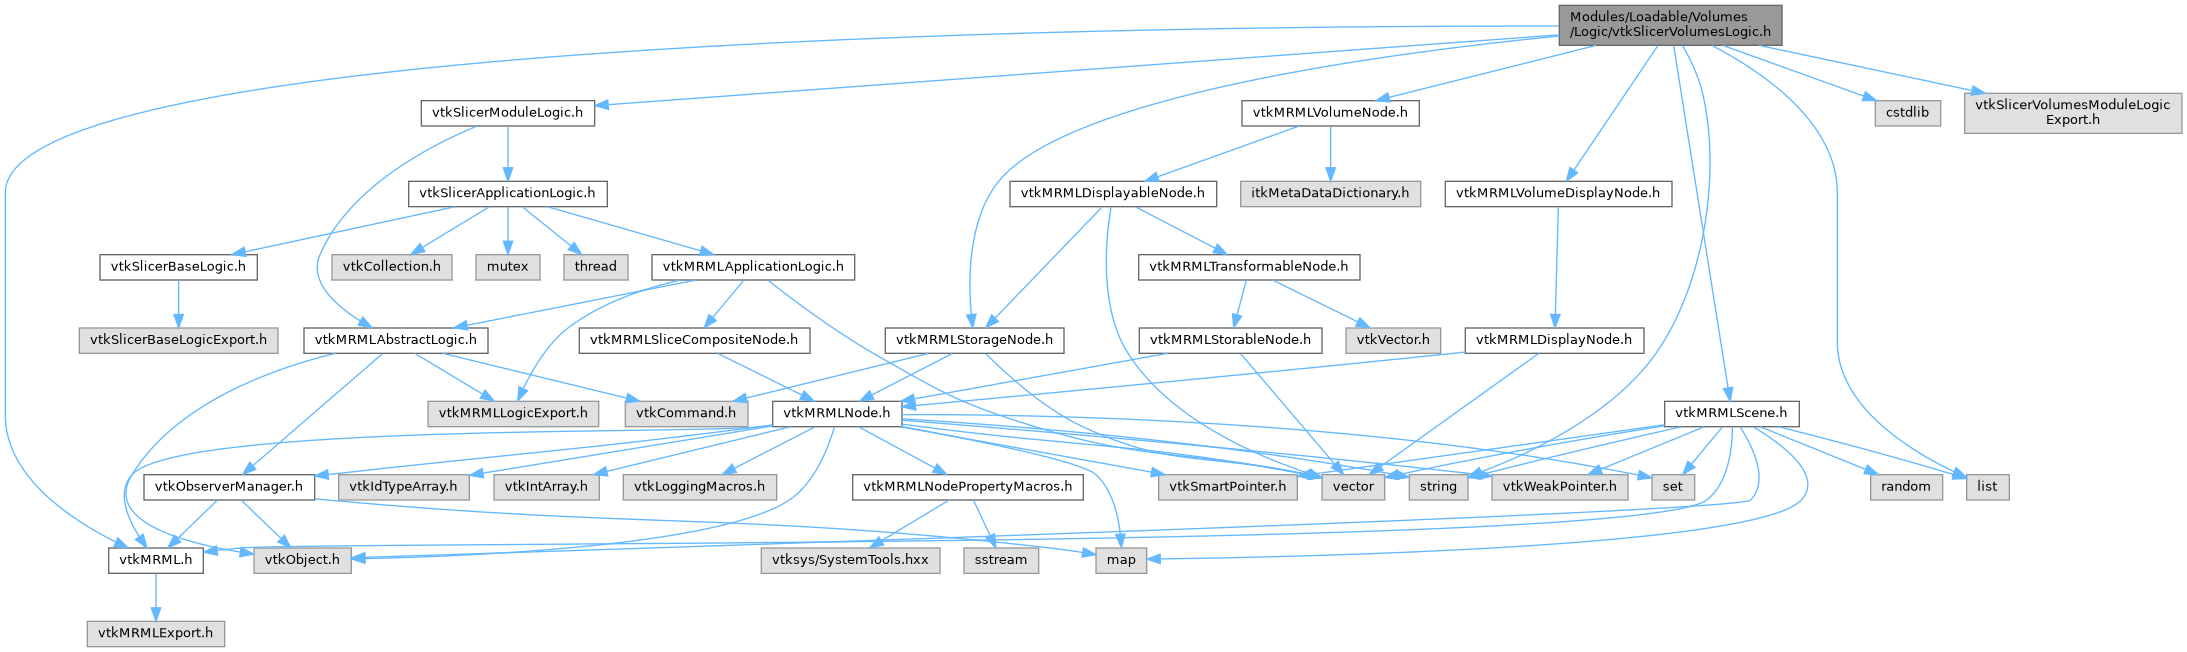 Modules/Loadable/Volumes
/Logic/vtkSlicerVolumesLogic.h
vtkSlicerModuleLogic.h
vtkMRMLVolumeNode.h
cstdlib
vtkSlicerVolumesModuleLogic
Export.h
vtkSlicerApplicationLogic.h
vtkMRMLDisplayableNode.h
itkMetaDataDictionary.h
vtkMRMLVolumeDisplayNode.h
vtkSlicerBaseLogic.h
vtkCollection.h
mutex
thread
vtkMRMLApplicationLogic.h
vtkMRMLTransformableNode.h
vtkSlicerBaseLogicExport.h
vtkMRMLAbstractLogic.h
vtkMRMLSliceCompositeNode.h
vtkMRMLStorageNode.h
vtkMRMLStorableNode.h
vtkVector.h
vtkMRMLDisplayNode.h
vtkMRMLLogicExport.h
vtkCommand.h
vtkMRMLNode.h
vtkMRMLScene.h
vtkObserverManager.h
vtkIdTypeArray.h
vtkIntArray.h
vtkLoggingMacros.h
vtkMRMLNodePropertyMacros.h
vtkSmartPointer.h
vector
string
vtkWeakPointer.h
set
random
list
vtkMRML.h
vtkObject.h
vtksys/SystemTools.hxx
sstream
map
vtkMRMLExport.h